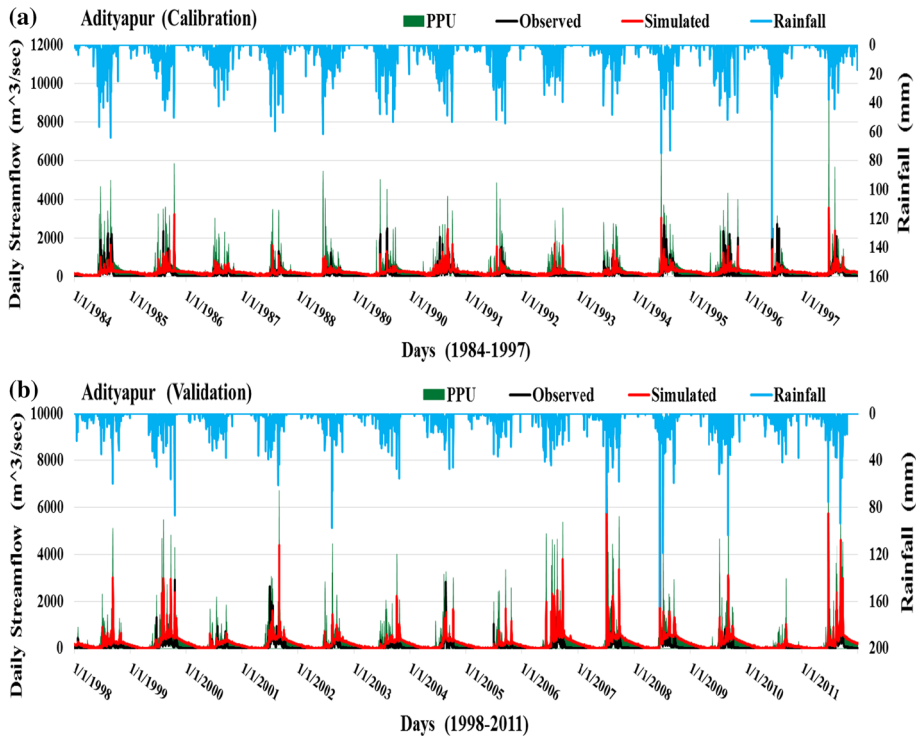 (a) Adityapur (Calibration) PPU Observed Simulated Rainfall
12000 0
10000 20
8000 40
6000 60
4000 80
2000 100
0 120
140
160
Daily Streamflow (m^3/sec)
Rainfall (mm)
1/1/1984 1/1/1985 1/1/1986 1/1/1987 1/1/1988 1/1/1989 1/1/1990 1/1/1991 1/1/1992 1/1/1993 1/1/1994 1/1/1995 1/1/1996 1/1/1997
Days (1984-1997)
(b) Adityapur (Validation) PPU Observed Simulated Rainfall
10000 0
8000 40
6000 80
4000 120
2000 160
0 200
Daily Streamflow (m^3/sec)
Rainfall (mm)
1/1/1998 1/1/1999 1/1/2000 1/1/2001 1/1/2002 1/1/2003 1/1/2004 1/1/2005 1/1/2006 1/1/2007 1/1/2008 1/1/2009 1/1/2010 1/1/2011
Days (1998-2011)